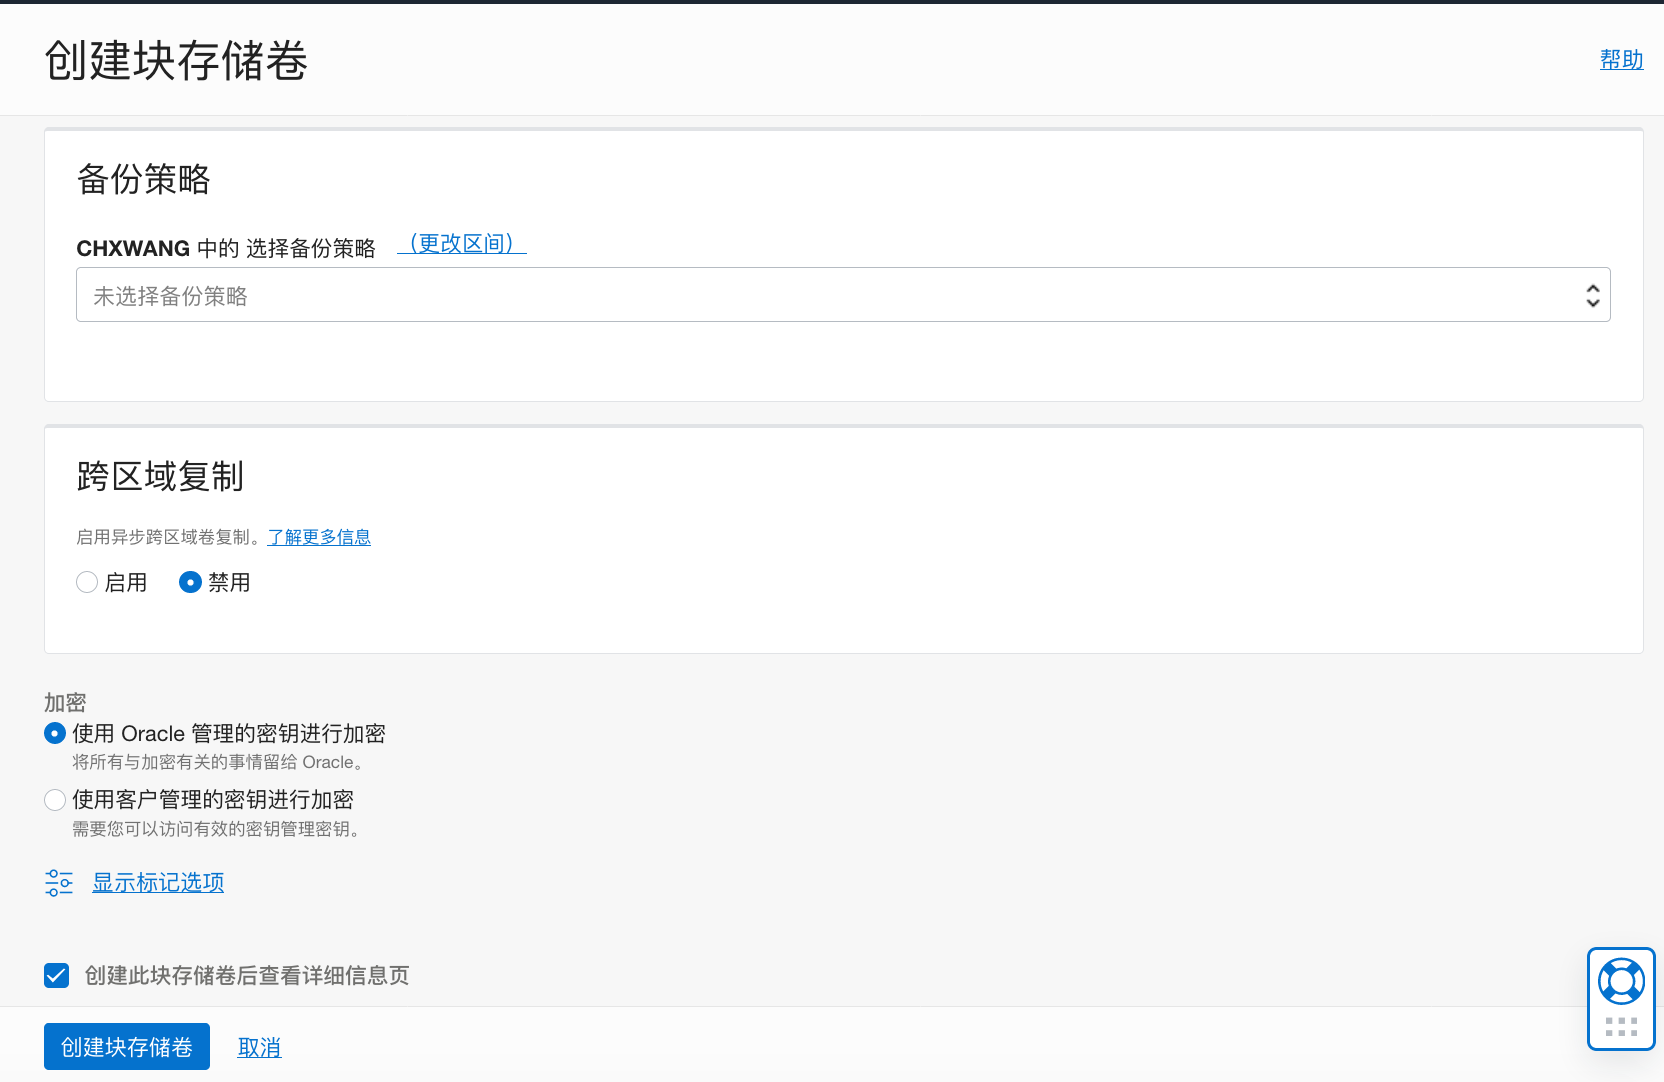 创建块存储卷
帮助
备份策略
CHXWANG 中的 选择备份策略 （更改区间）
未选择备份策略
跨区域复制
启用异步跨区域卷复制。了解更多信息
启用 禁用
加密
使用 Oracle 管理的密钥进行加密
将所有与加密有关的事情留给 Oracle。
使用客户管理的密钥进行加密
需要您可以访问有效的密钥管理密钥。
显示标记选项
创建此块存储卷后查看详细信息页
创建块存储卷 取消